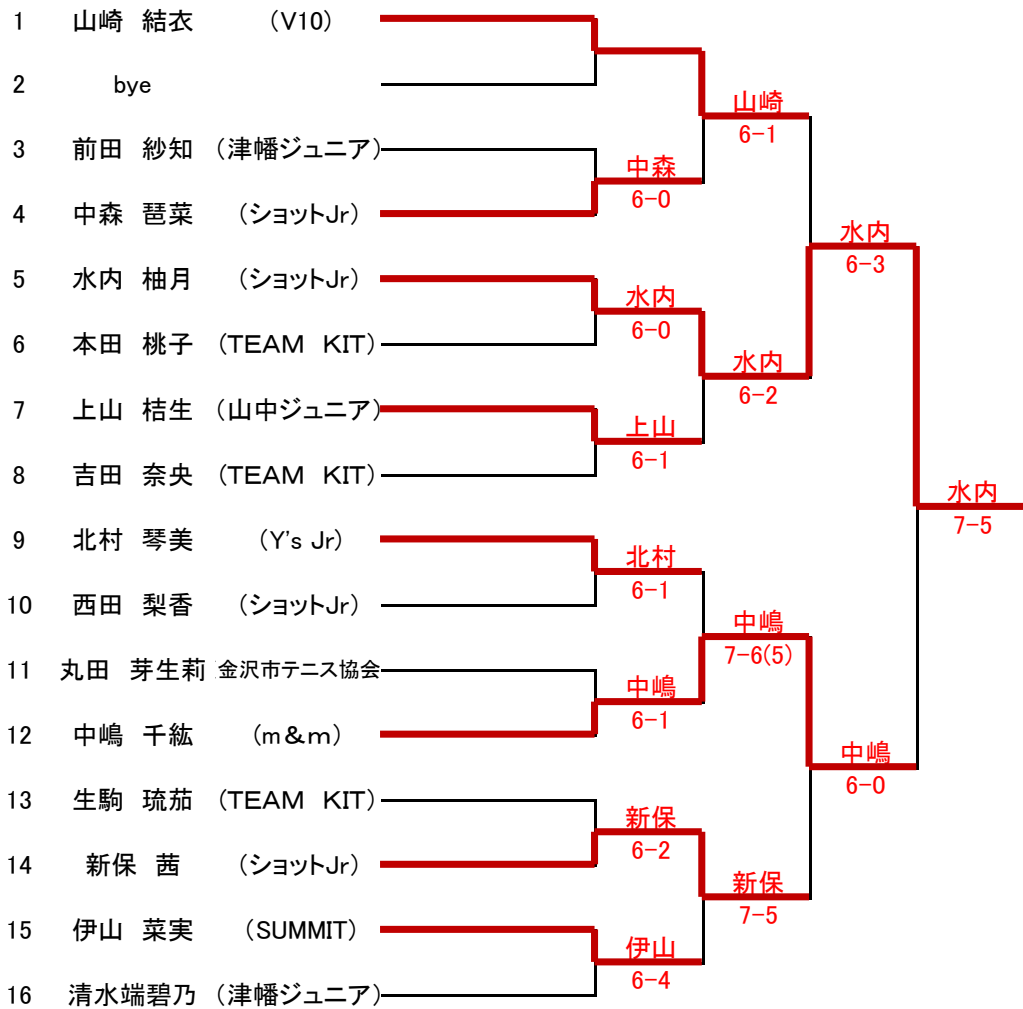 1 山崎 結衣 (V10)
2 bye
山崎
6-1
3 前田 紗知 (津幡ジュニア)
中森
6-0
4 中森 琶菜 (ショットJr)
水内
6-3
5 水内 柚月 (ショットJr)
水内
6-0
6 本田 桃子 (TEAM KIT)
水内
6-2
7 上山 桔生 (山中ジュニア)
上山
6-1
8 吉田 奈央 (TEAM KIT)
水内
7-5
9 北村 琴美 (Y's Jr)
北村
6-1
10 西田 梨香 (ショットJr)
中嶋
7-6(5)
11 丸田 芽生莉 金沢市テニス協会
中嶋
6-1
12 中嶋 千紘 (m&m)
中嶋
6-0
13 生駒 琉茄 (TEAM KIT)
新保
6-2
14 新保 茜 (ショットJr)
新保
7-5
15 伊山 菜実 (SUMMIT)
伊山
6-4
16 清水端碧乃 (津幡ジュニア)